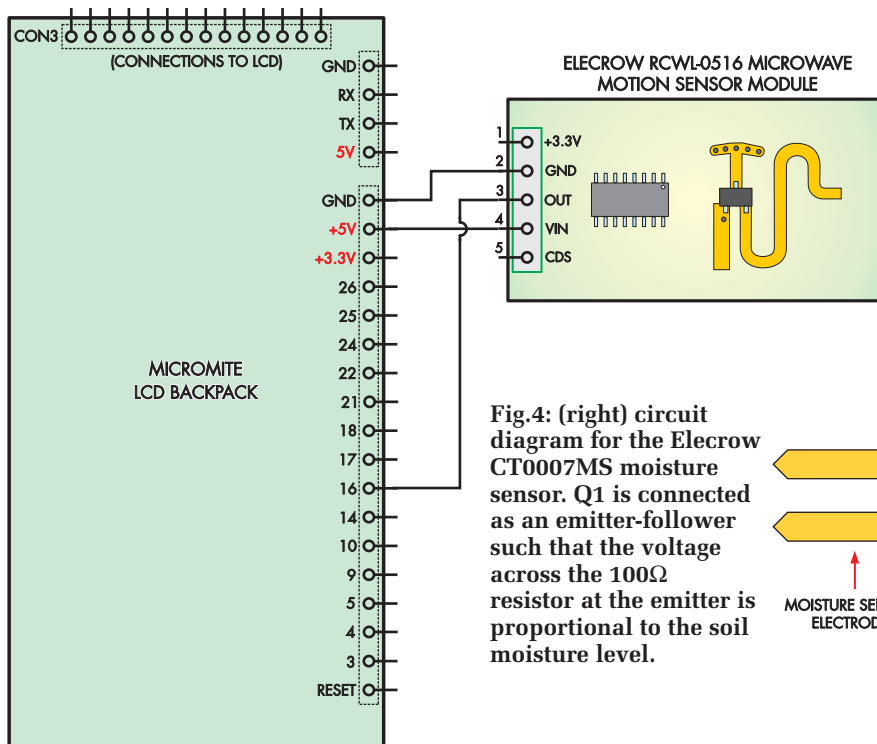 CON3
(CONNECTIONS TO LCD)
GND
RX
TX
5V
GND
+5V
+3.3V
26
25
24
22
21
18
17
16
14
10
9
5
4
3
RESET
MICROMITE
LCD BACKPACK
ELECROW RCWL-0516 MICROWAVE
MOTION SENSOR MODULE
1 +3.3V
2 GND
3 OUT
4 VIN
5 CDS
Fig.4: (right) circuit
diagram for the Elecrow
CT0007MS moisture
sensor. Q1 is connected
as an emitter-follower
such that the voltage
across the 100Ω
resistor at the emitter is
proportional to the soil
moisture level.
MOISTURE SE
ELECTROD